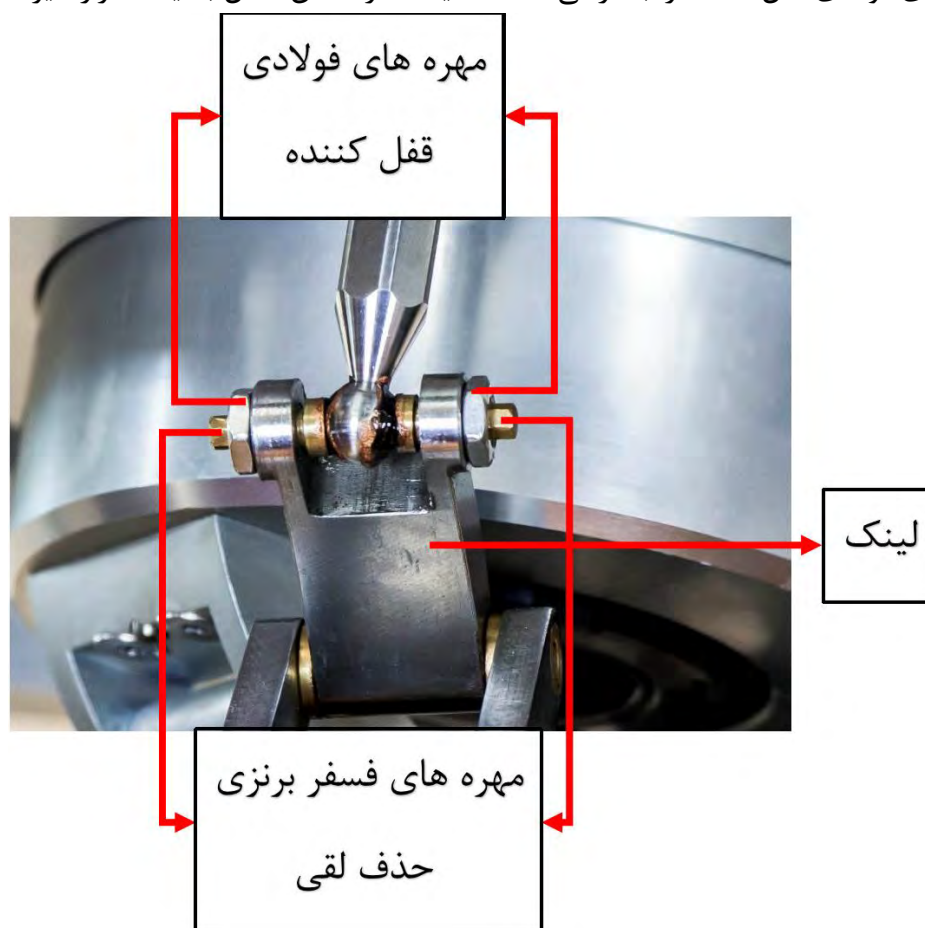 مهره های فولادی
قفل کننده
لینک
مهره های فسفر برنزی
حذف لقی